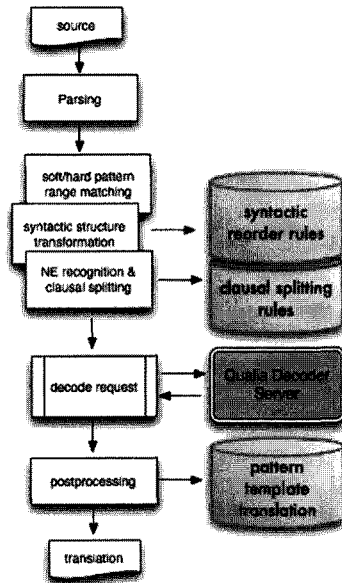 source
Parsing
soft/hard pattern
range matching
syntactic structure
transformation
NE recognition &
clausal splitting
syntactic
reorder rules
clausal splitting
rules
decode request
Qualia Decoder
Server
postprocessing
pattern
template
translation
translation